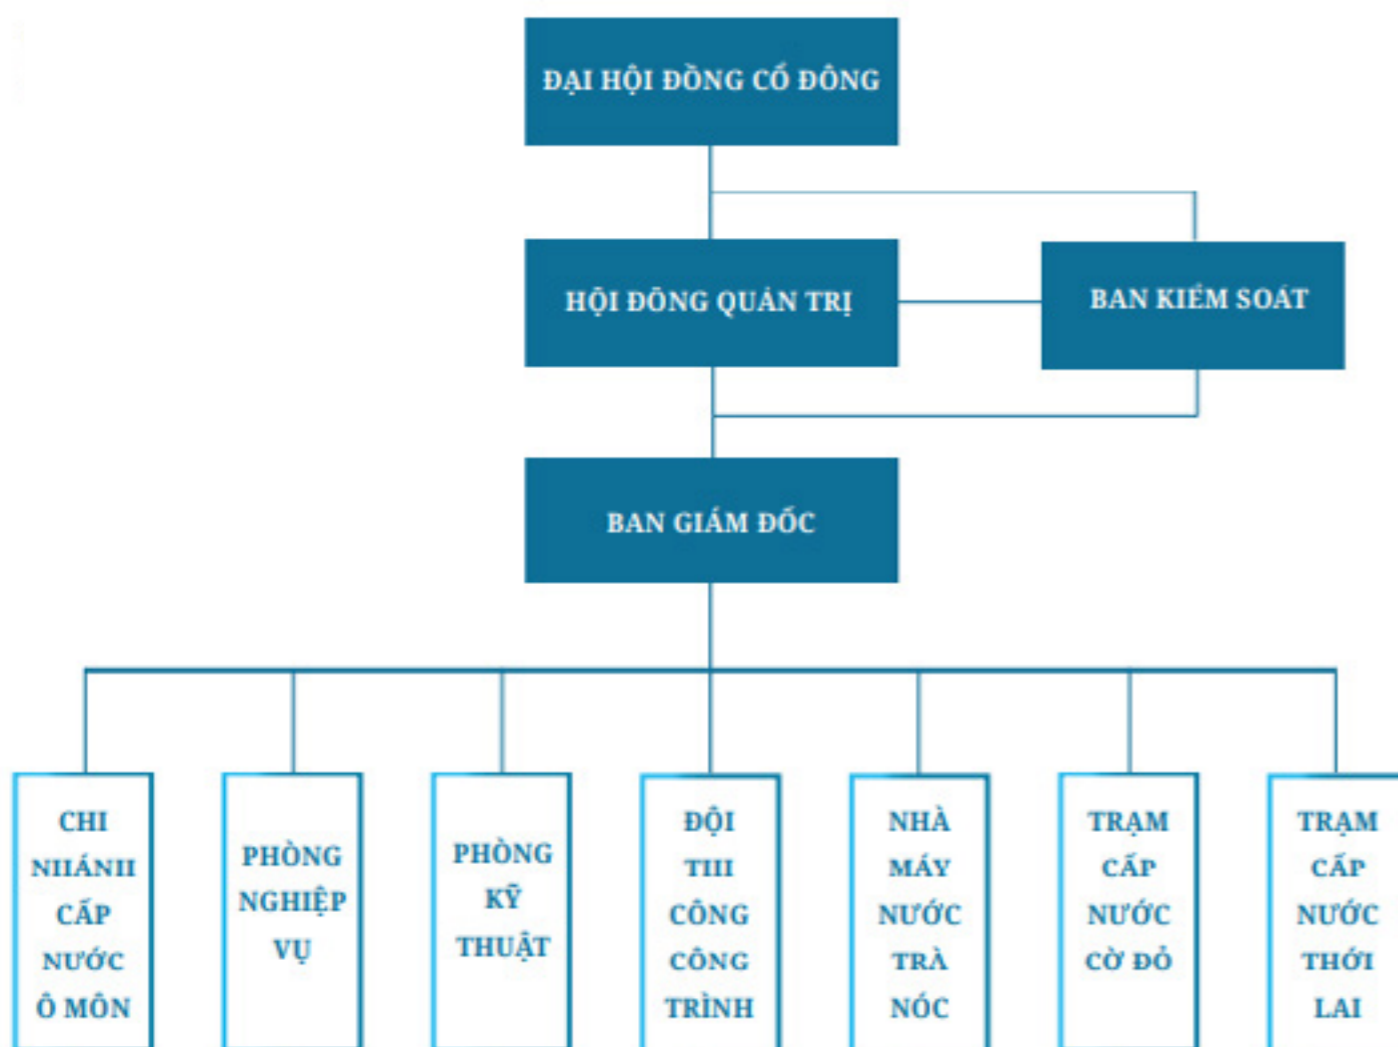 ĐẠI HỘI ĐỒNG CỔ ĐÔNG
HỘI ĐỒNG QUẢN TRỊ
BAN KIỂM SOÁT
BAN GIÁM ĐỐC
CHI
NHÁNH
CẤP
NƯỚC
Ô MÔN
PHÒNG
NGHIỆP
VỤ
PHÒNG
KỸ
THUẬT
ĐỘI
THI
CÔNG
CÔNG
TRÌNH
NHÀ
MÁY
NƯỚC
TRÀ
NÓC
TRẠM
CẤP
NƯỚC
CỜ ĐỎ
TRẠM
CẤP
NƯỚC
THỚI
LAI